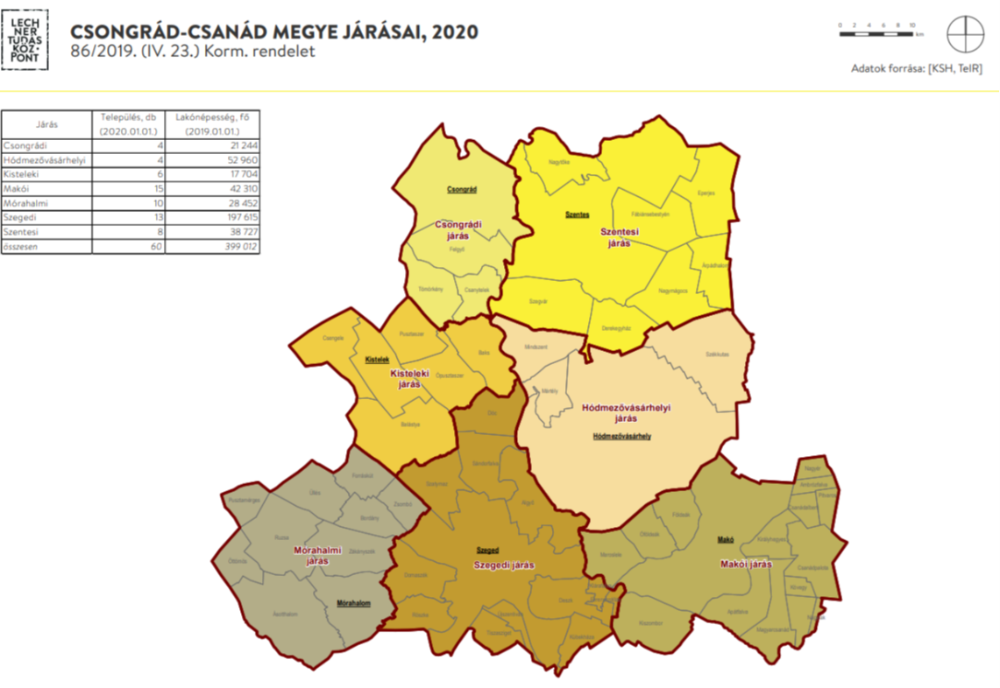 LECH
NER
TUDÁS
KÖZ·
PONT
CSONGRÁD-CSANÁD MEGYE JÁRÁSAI, 2020
86/2019. (IV. 23.) Korm. rendelet
0 2 4 6 8 10
km
Adatok forrása: [KSH, TeIR]
Járás Település, db (2020.01.01.) Lakónépesség, fő (2019.01.01.)
Csongrádi 4 21 244
Hódmezővásárhelyi 4 52 960
Kisteleki 6 17 704
Makói 15 42 310
Mórahalmi 10 28 452
Szegedi 13 197 615
Szentesi 8 38 727
összesen 60 399 012
Nagytőke
Csongrád
Eperjes
Szentes
Fábiánsebestyén
Csongrádi
járás
Szentesi
járás
Felgyő
Árpádhalom
Tömörkény
Csanytelek
Nagymágocs
Szegvár
Derekegyház
Csengele
Pusztaszer
Mindszent
Baks
Székkutas
Kistelek
Kisteleki
járás
Ópusztaszer
Mártély
Hódmezővásárhelyi
járás
Balástya
Dóc
Hódmezővásárhely
Sándorfalva
Nagyér
Forráskút
Szatymaz
Ambrózfalva
Pusztamérges
Üllés
Pitvaros
Zsombó
Algyő
Csanádalberti
Bordány
Földeák
Ruzsa
Óföldeák
Makó
Királyhegyes
Mórahalmi
járás
Zákányszék
Szeged
Maroslele
Öttömös
Szegedi járás
Makói járás
Csanádpalota
Domaszék
Kövegy
Mórahalom
Deszk
Ásotthalom
Röszke
Újszentiván
Apátfalva
Kiszombor
Tiszasziget
Kübekháza
Magyarcsanád